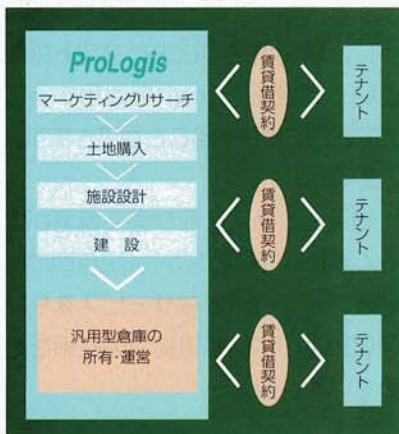 ProLogis
マーケティングリサーチ
土地購入
施設設計
建 設
汎用型倉庫の
所有・運営
賃貸借契約
テナント
賃貸借契約
テナント
賃貸借契約
テナント